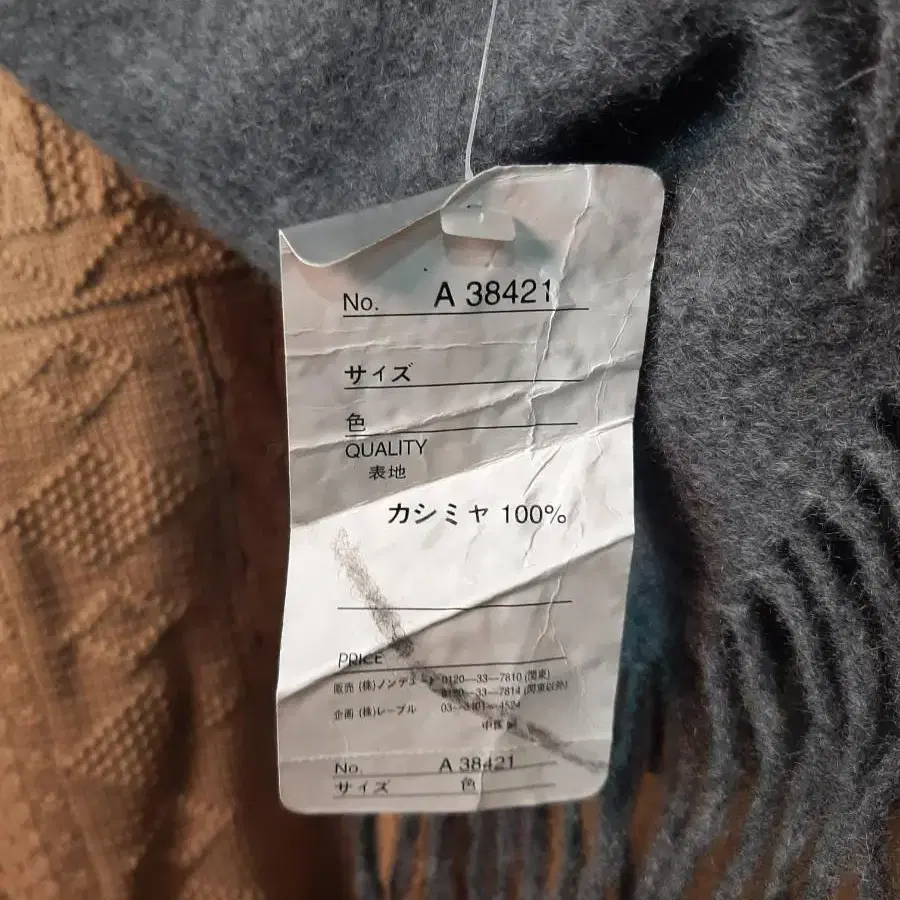 No. A 38421
サイズ
色
QUALITY
表地
カシミヤ 100%
PRICE
販売 (株)ノンデュ 0120—33—7810 (関東)
0120—33—7814 (関東以外)
企画 (株)レーブル 03—3401—4524
No. A 38421
サイズ 色